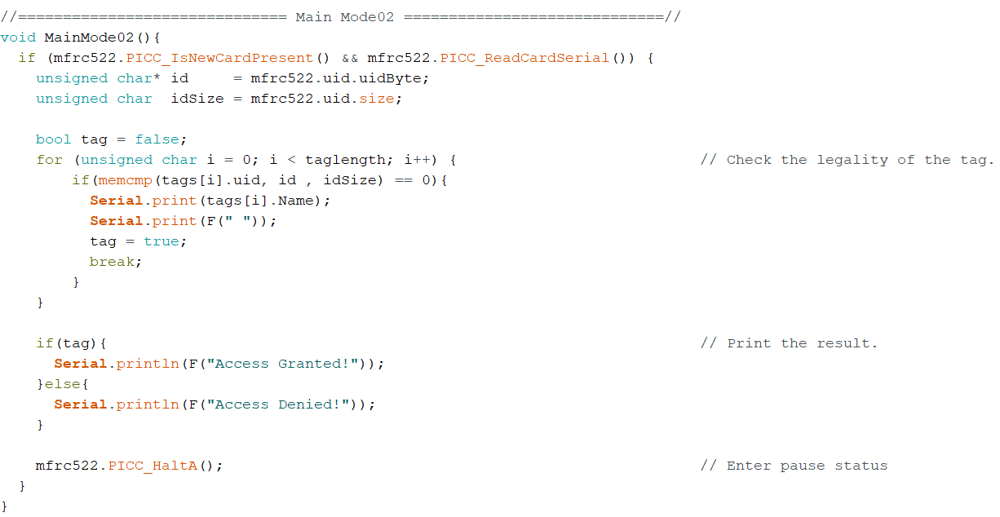 //============================== Main Mode02 =============================//
void MainMode02(){
  if (mfrc522.PICC_IsNewCardPresent() && mfrc522.PICC_ReadCardSerial()) {
    unsigned char* id     = mfrc522.uid.uidByte;
    unsigned char  idSize = mfrc522.uid.size;

    bool tag = false;
    for (unsigned char i = 0; i < taglength; i++) {                           // Check the legality of the tag.
        if(memcmp(tags[i].uid, id , idSize) == 0){
          Serial.print(tags[i].Name);
          Serial.print(F(" "));
          tag = true;
          break;
        }
    }

    if(tag){                                                                  // Print the result.
      Serial.println(F("Access Granted!"));
    }else{
      Serial.println(F("Access Denied!"));
    }

    mfrc522.PICC_HaltA();                                                     // Enter pause status
  }
}